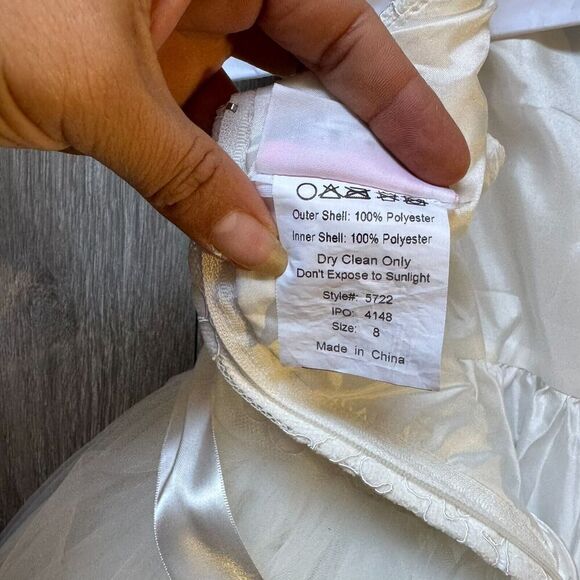 Outer Shell: 100% Polyester
Inner Shell: 100% Polyester
Dry Clean Only
Don't Expose to Sunlight
Style#: 5722
IPO: 4148
Size: 8
Made in China